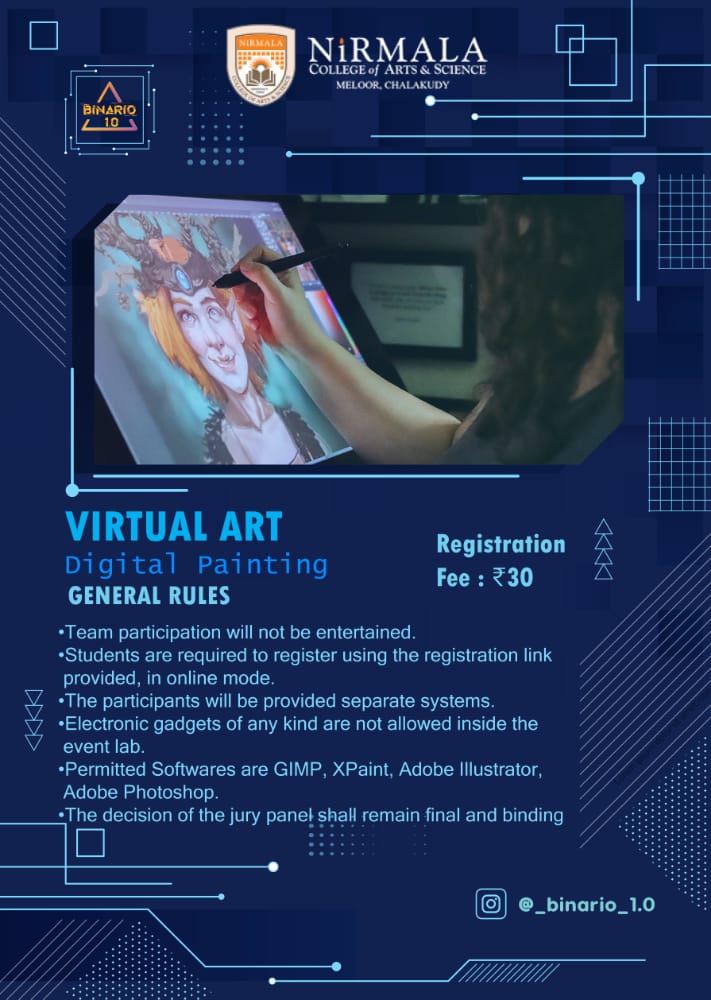 NiRMALA
NiRMALA
COLLEGE of ARTS & SCIENCE
MELOOR, CHALAKUDY
BINARIO
1.0
VIRTUAL ART
Digital Painting
Registration
Fee : ₹30
GENERAL RULES
•Team participation will not be entertained.
•Students are required to register using the registration link
provided, in online mode.
•The participants will be provided separate systems.
•Electronic gadgets of any kind are not allowed inside the
event lab.
•Permitted Softwares are GIMP, XPaint, Adobe Illustrator,
Adobe Photoshop.
•The decision of the jury panel shall remain final and binding
@_binario_1.0